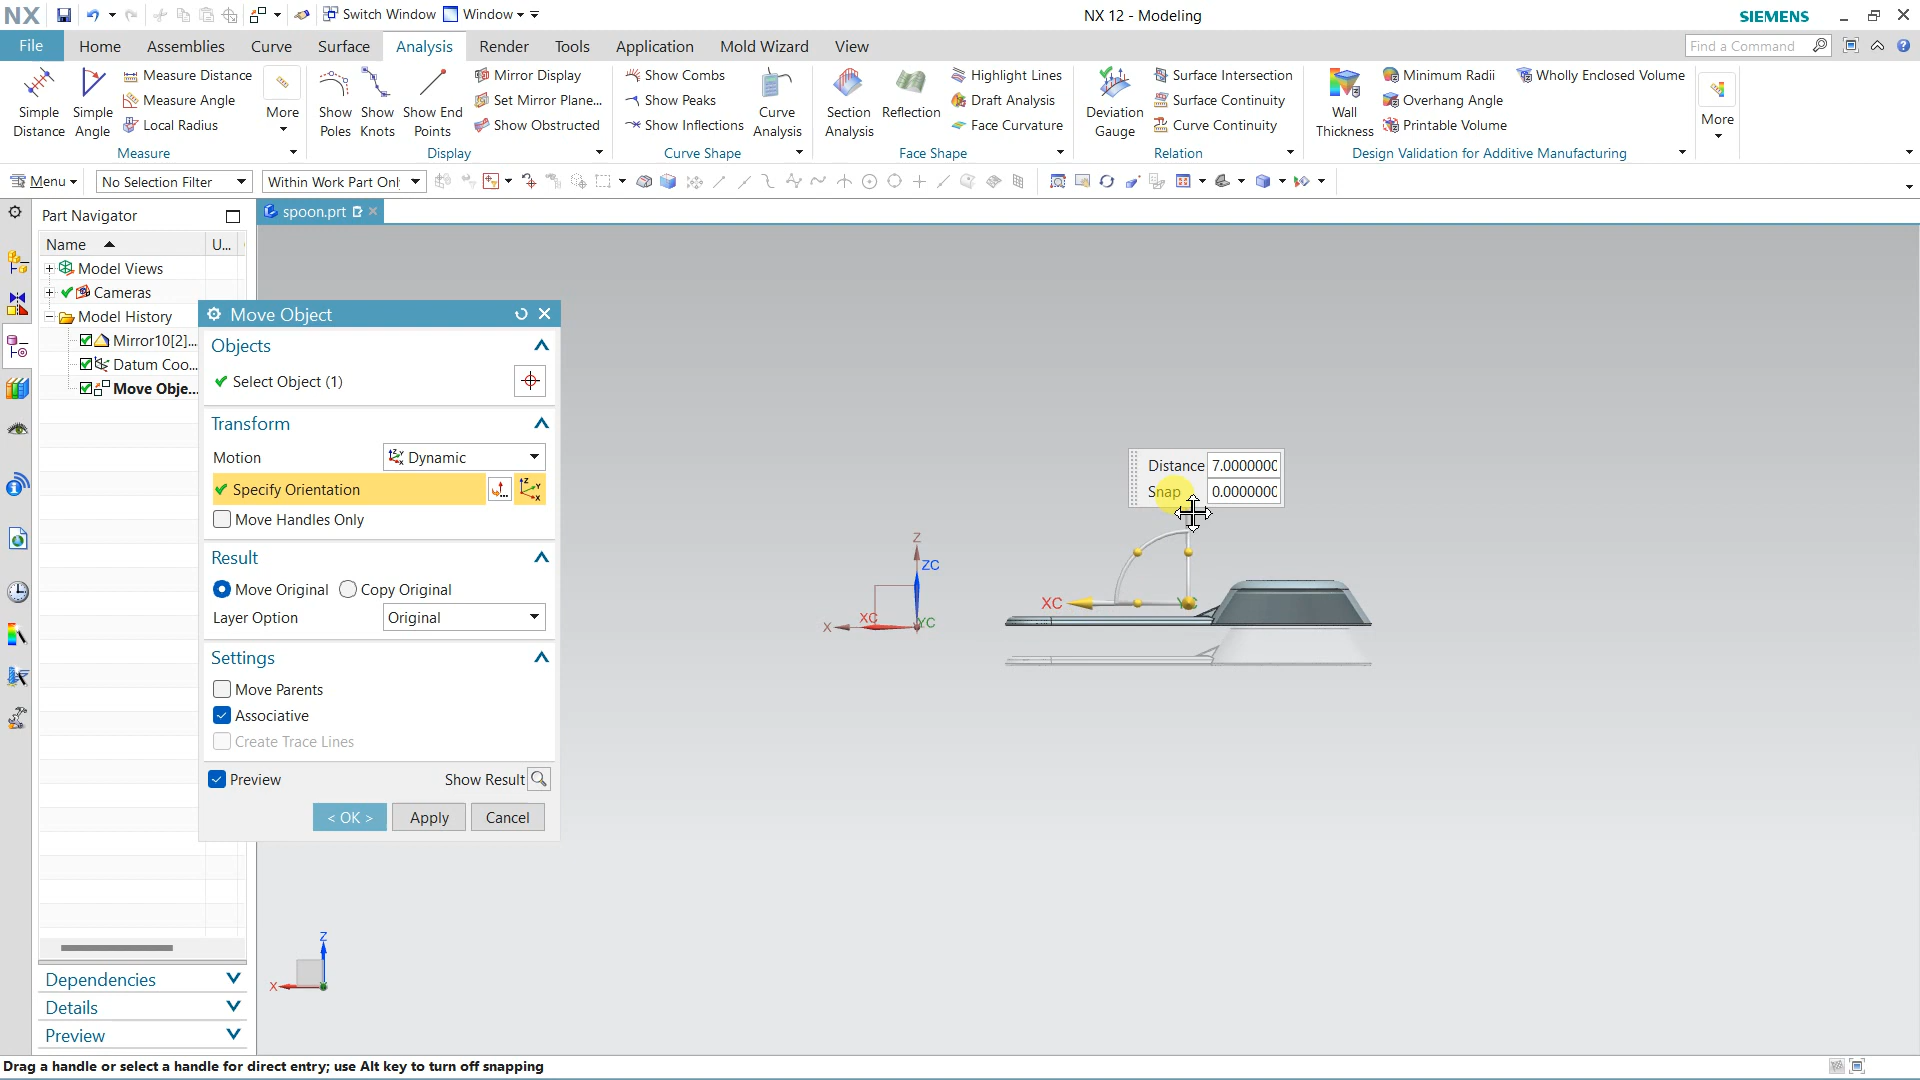 NX
Switch Window
Window
NX 12 - Modeling
SIEMENS
File
Home
Assemblies
Curve
Surface
Analysis
Render
Tools
Application
Mold Wizard
View
Find a Command
Simple Distance
Simple Angle
Measure Distance
Measure Angle
Local Radius
More
Measure
Show Poles
Show Knots
Show End Points
Mirror Display
Set Mirror Plane...
Show Obstructed
Display
Show Combs
Show Peaks
Show Inflections
Curve Analysis
Curve Shape
Section Analysis
Reflection
Highlight Lines
Draft Analysis
Face Curvature
Face Shape
Deviation Gauge
Surface Intersection
Surface Continuity
Curve Continuity
Relation
Wall Thickness
Minimum Radii
Overhang Angle
Printable Volume
Wholly Enclosed Volume
Design Validation for Additive Manufacturing
More
Menu
No Selection Filter
Within Work Part Onl
Part Navigator
spoon.prt
Name
U...
Model Views
Cameras
Model History
Mirror10[2]...
Datum Coo...
Move Obje...
Move Object
Objects
Select Object (1)
Transform
Motion
Dynamic
Specify Orientation
Move Handles Only
Result
Move Original
Copy Original
Layer Option
Original
Settings
Move Parents
Associative
Create Trace Lines
Preview
Show Result
< OK >
Apply
Cancel
Distance 7.0000000
Snap 0.0000000
Z
ZC
XC
X
XC
YC
Z
X
Dependencies
Details
Preview
Drag a handle or select a handle for direct entry; use Alt key to turn off snapping